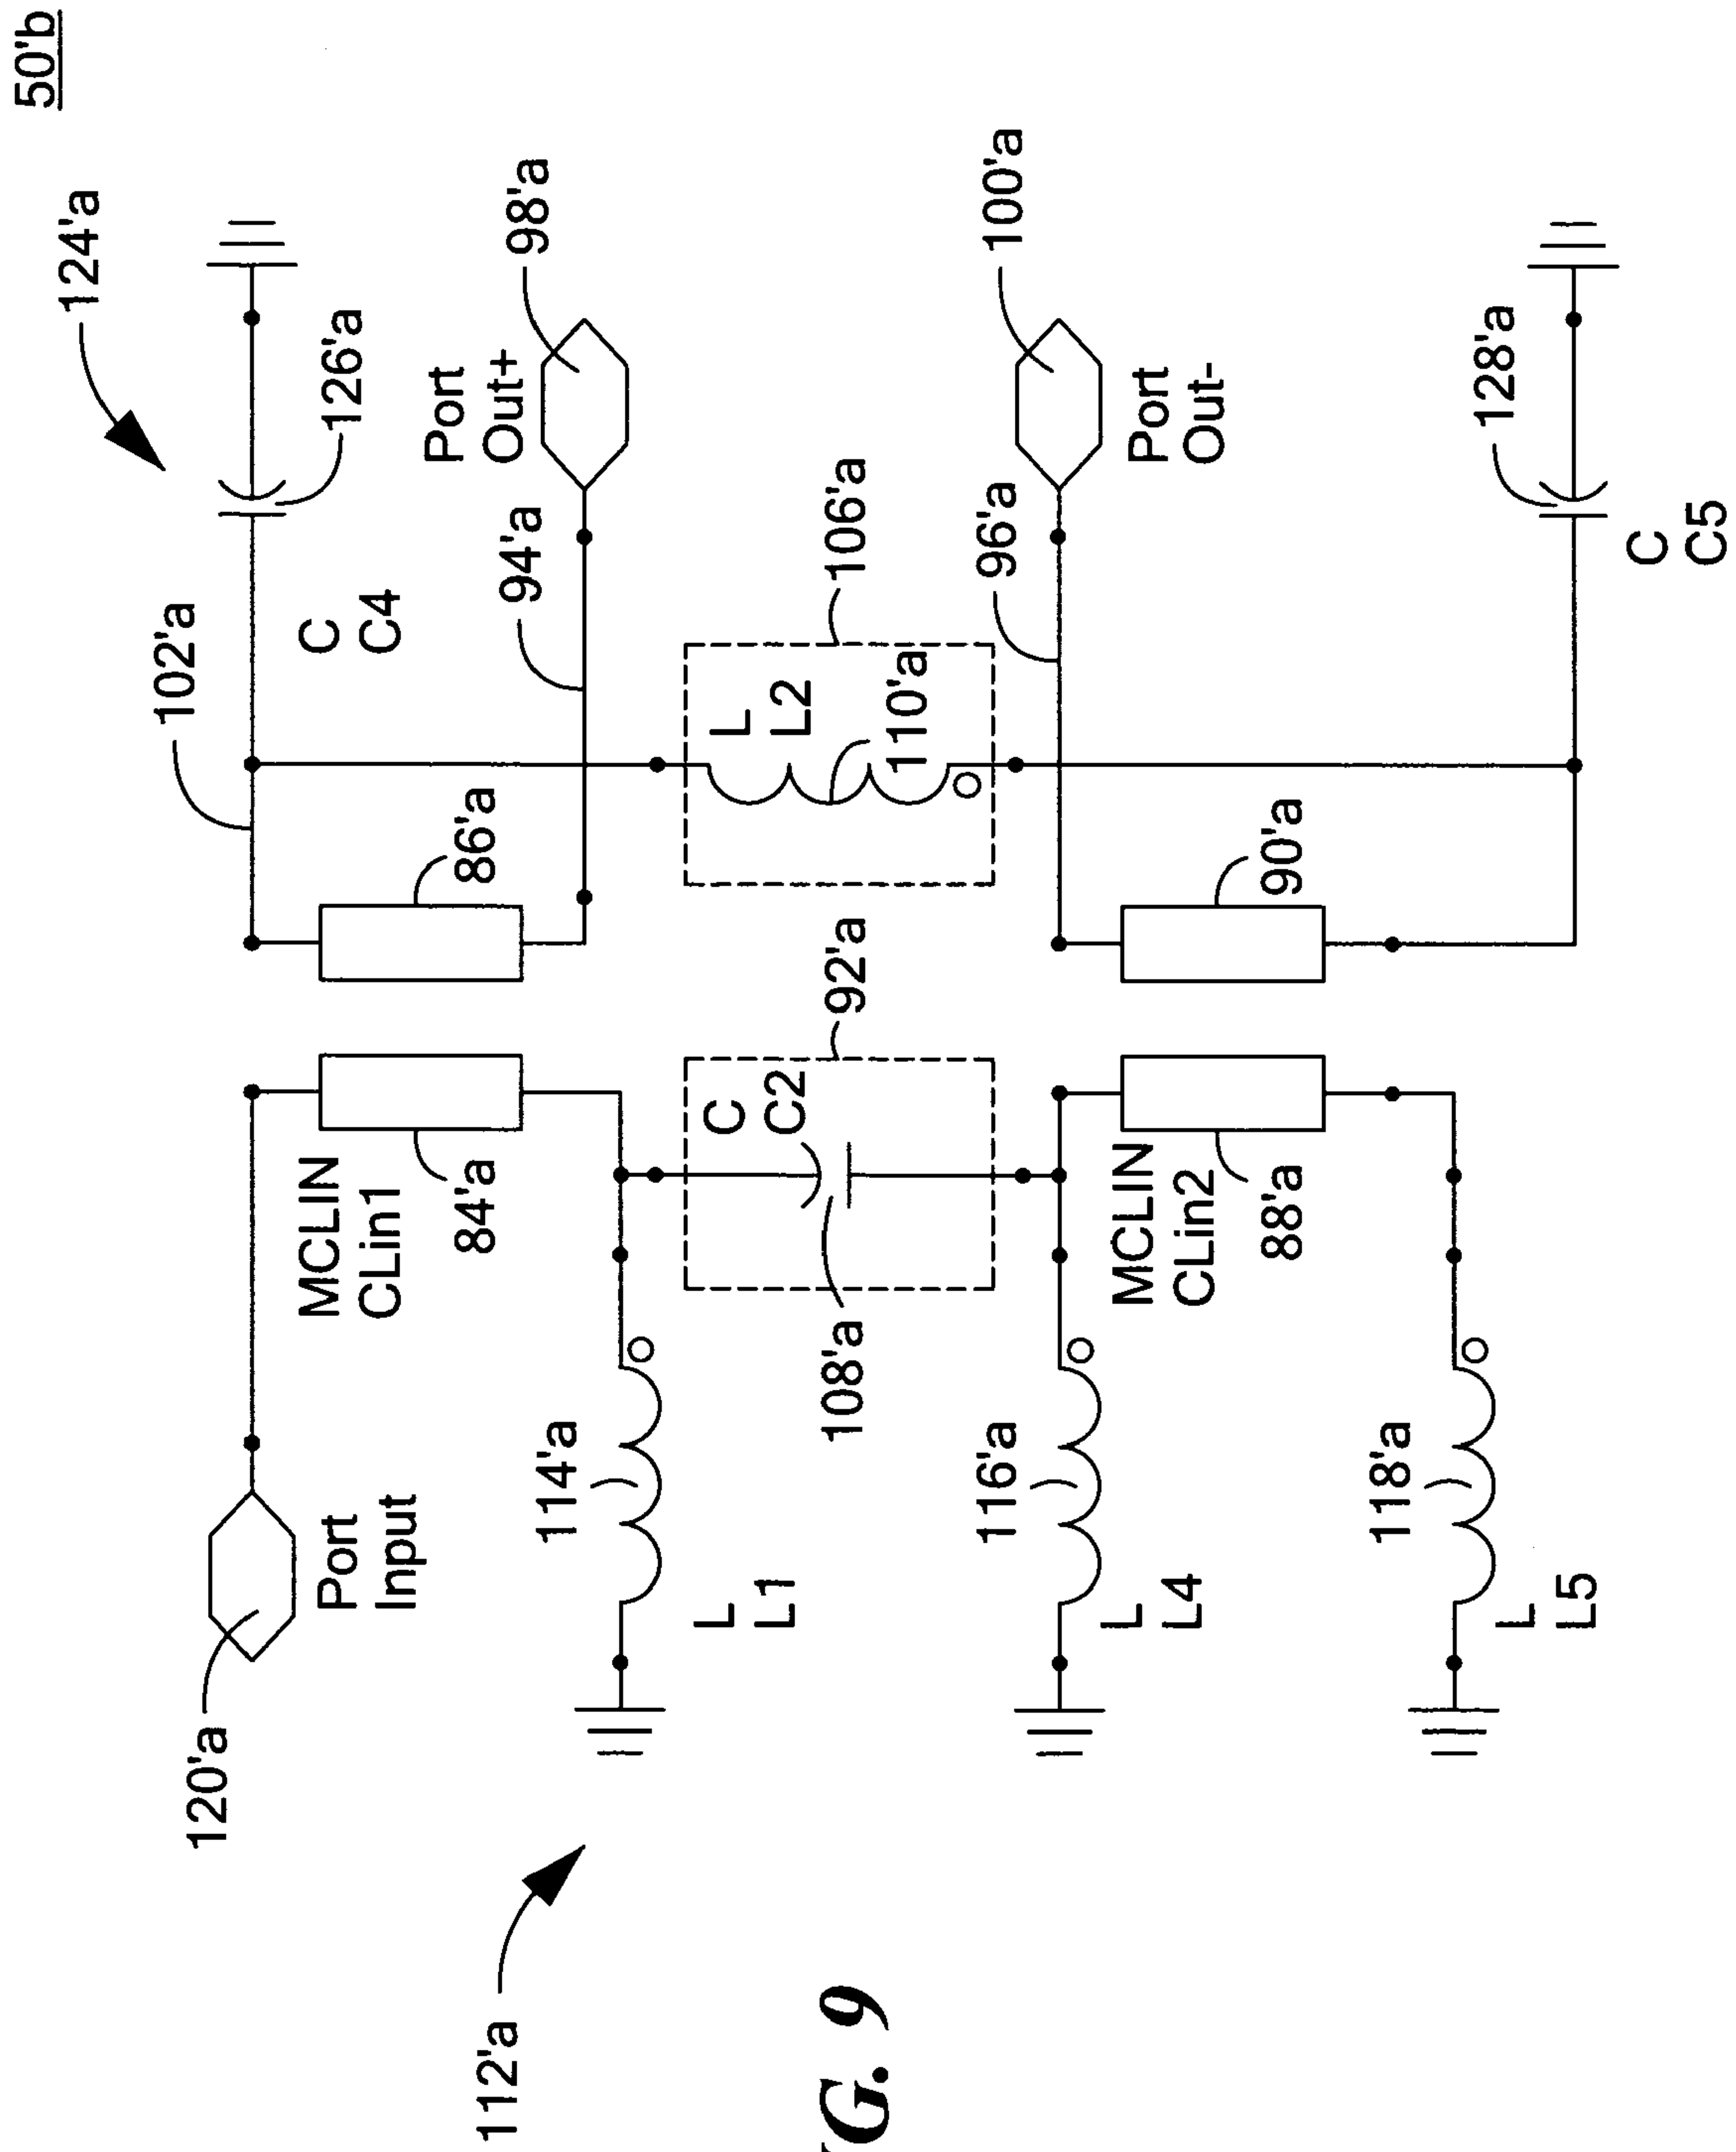 50'b
124'a
102'a
126'a
C
C4
98'a
Port
Out+
94'a
86'a
120'a
Port
Input
MCLIN
CLin1
84'a
114'a
L
L1
92'a
C
C2
108'a
106'a
L
L2
110'a
100'a
Port
Out-
96'a
90'a
116'a
L
L4
MCLIN
CLin2
88'a
118'a
L
L5
128'a
C
C5
112'a
G. 9